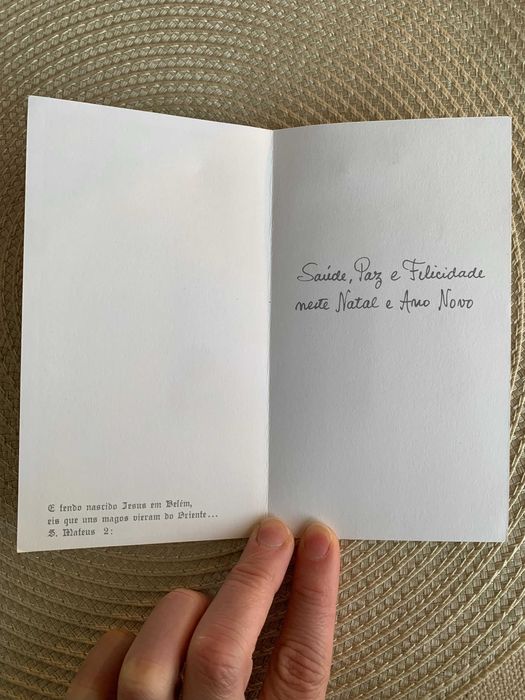 E tendo nascido Jesus em Belém,
eis que uns magos vieram do Oriente...
S. Mateus 2:
Saúde, Paz e Felicidade
neste Natal e Ano Novo